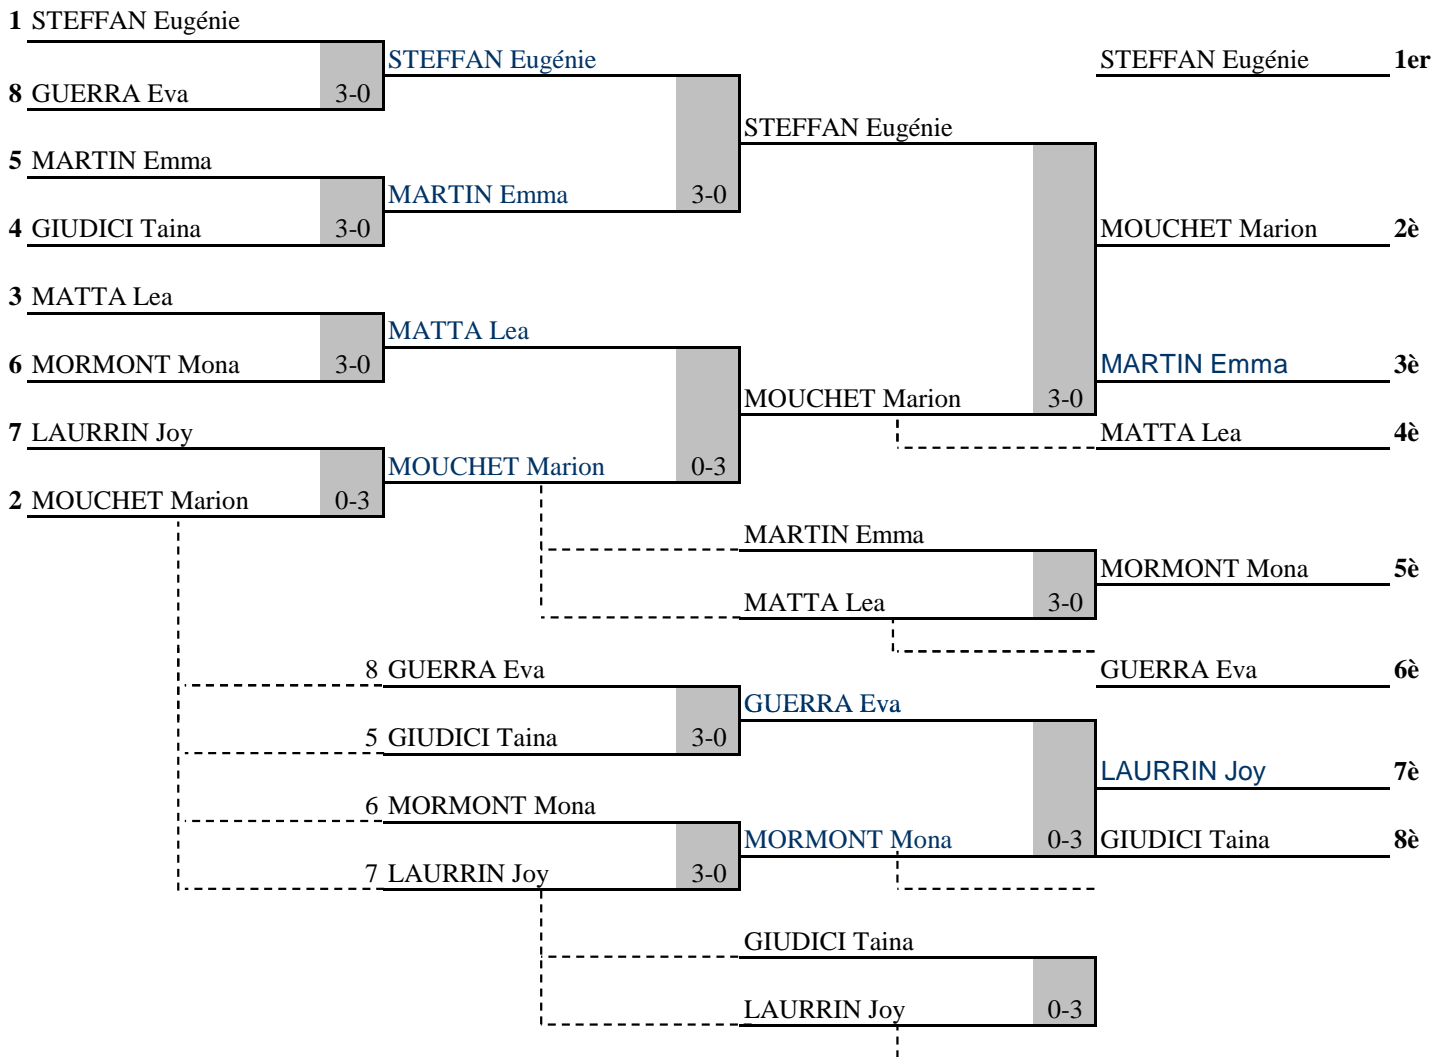 1 STEFFAN Eugénie
STEFFAN Eugénie
STEFFAN Eugénie 1er
8 GUERRA Eva 3-0
STEFFAN Eugénie
5 MARTIN Emma
MARTIN Emma 3-0
4 GIUDICI Taina 3-0
MOUCHET Marion 2è
3 MATTA Lea
MATTA Lea
6 MORMONT Mona 3-0
MARTIN Emma 3è
MOUCHET Marion 3-0
7 LAURRIN Joy
MATTA Lea 4è
MOUCHET Marion 0-3
2 MOUCHET Marion 0-3
MARTIN Emma
MORMONT Mona 5è
MATTA Lea 3-0
8 GUERRA Eva
GUERRA Eva 6è
GUERRA Eva
5 GIUDICI Taina 3-0
LAURRIN Joy 7è
6 MORMONT Mona
MORMONT Mona 0-3
GIUDICI Taina 8è
7 LAURRIN Joy 3-0
GIUDICI Taina
LAURRIN Joy 0-3